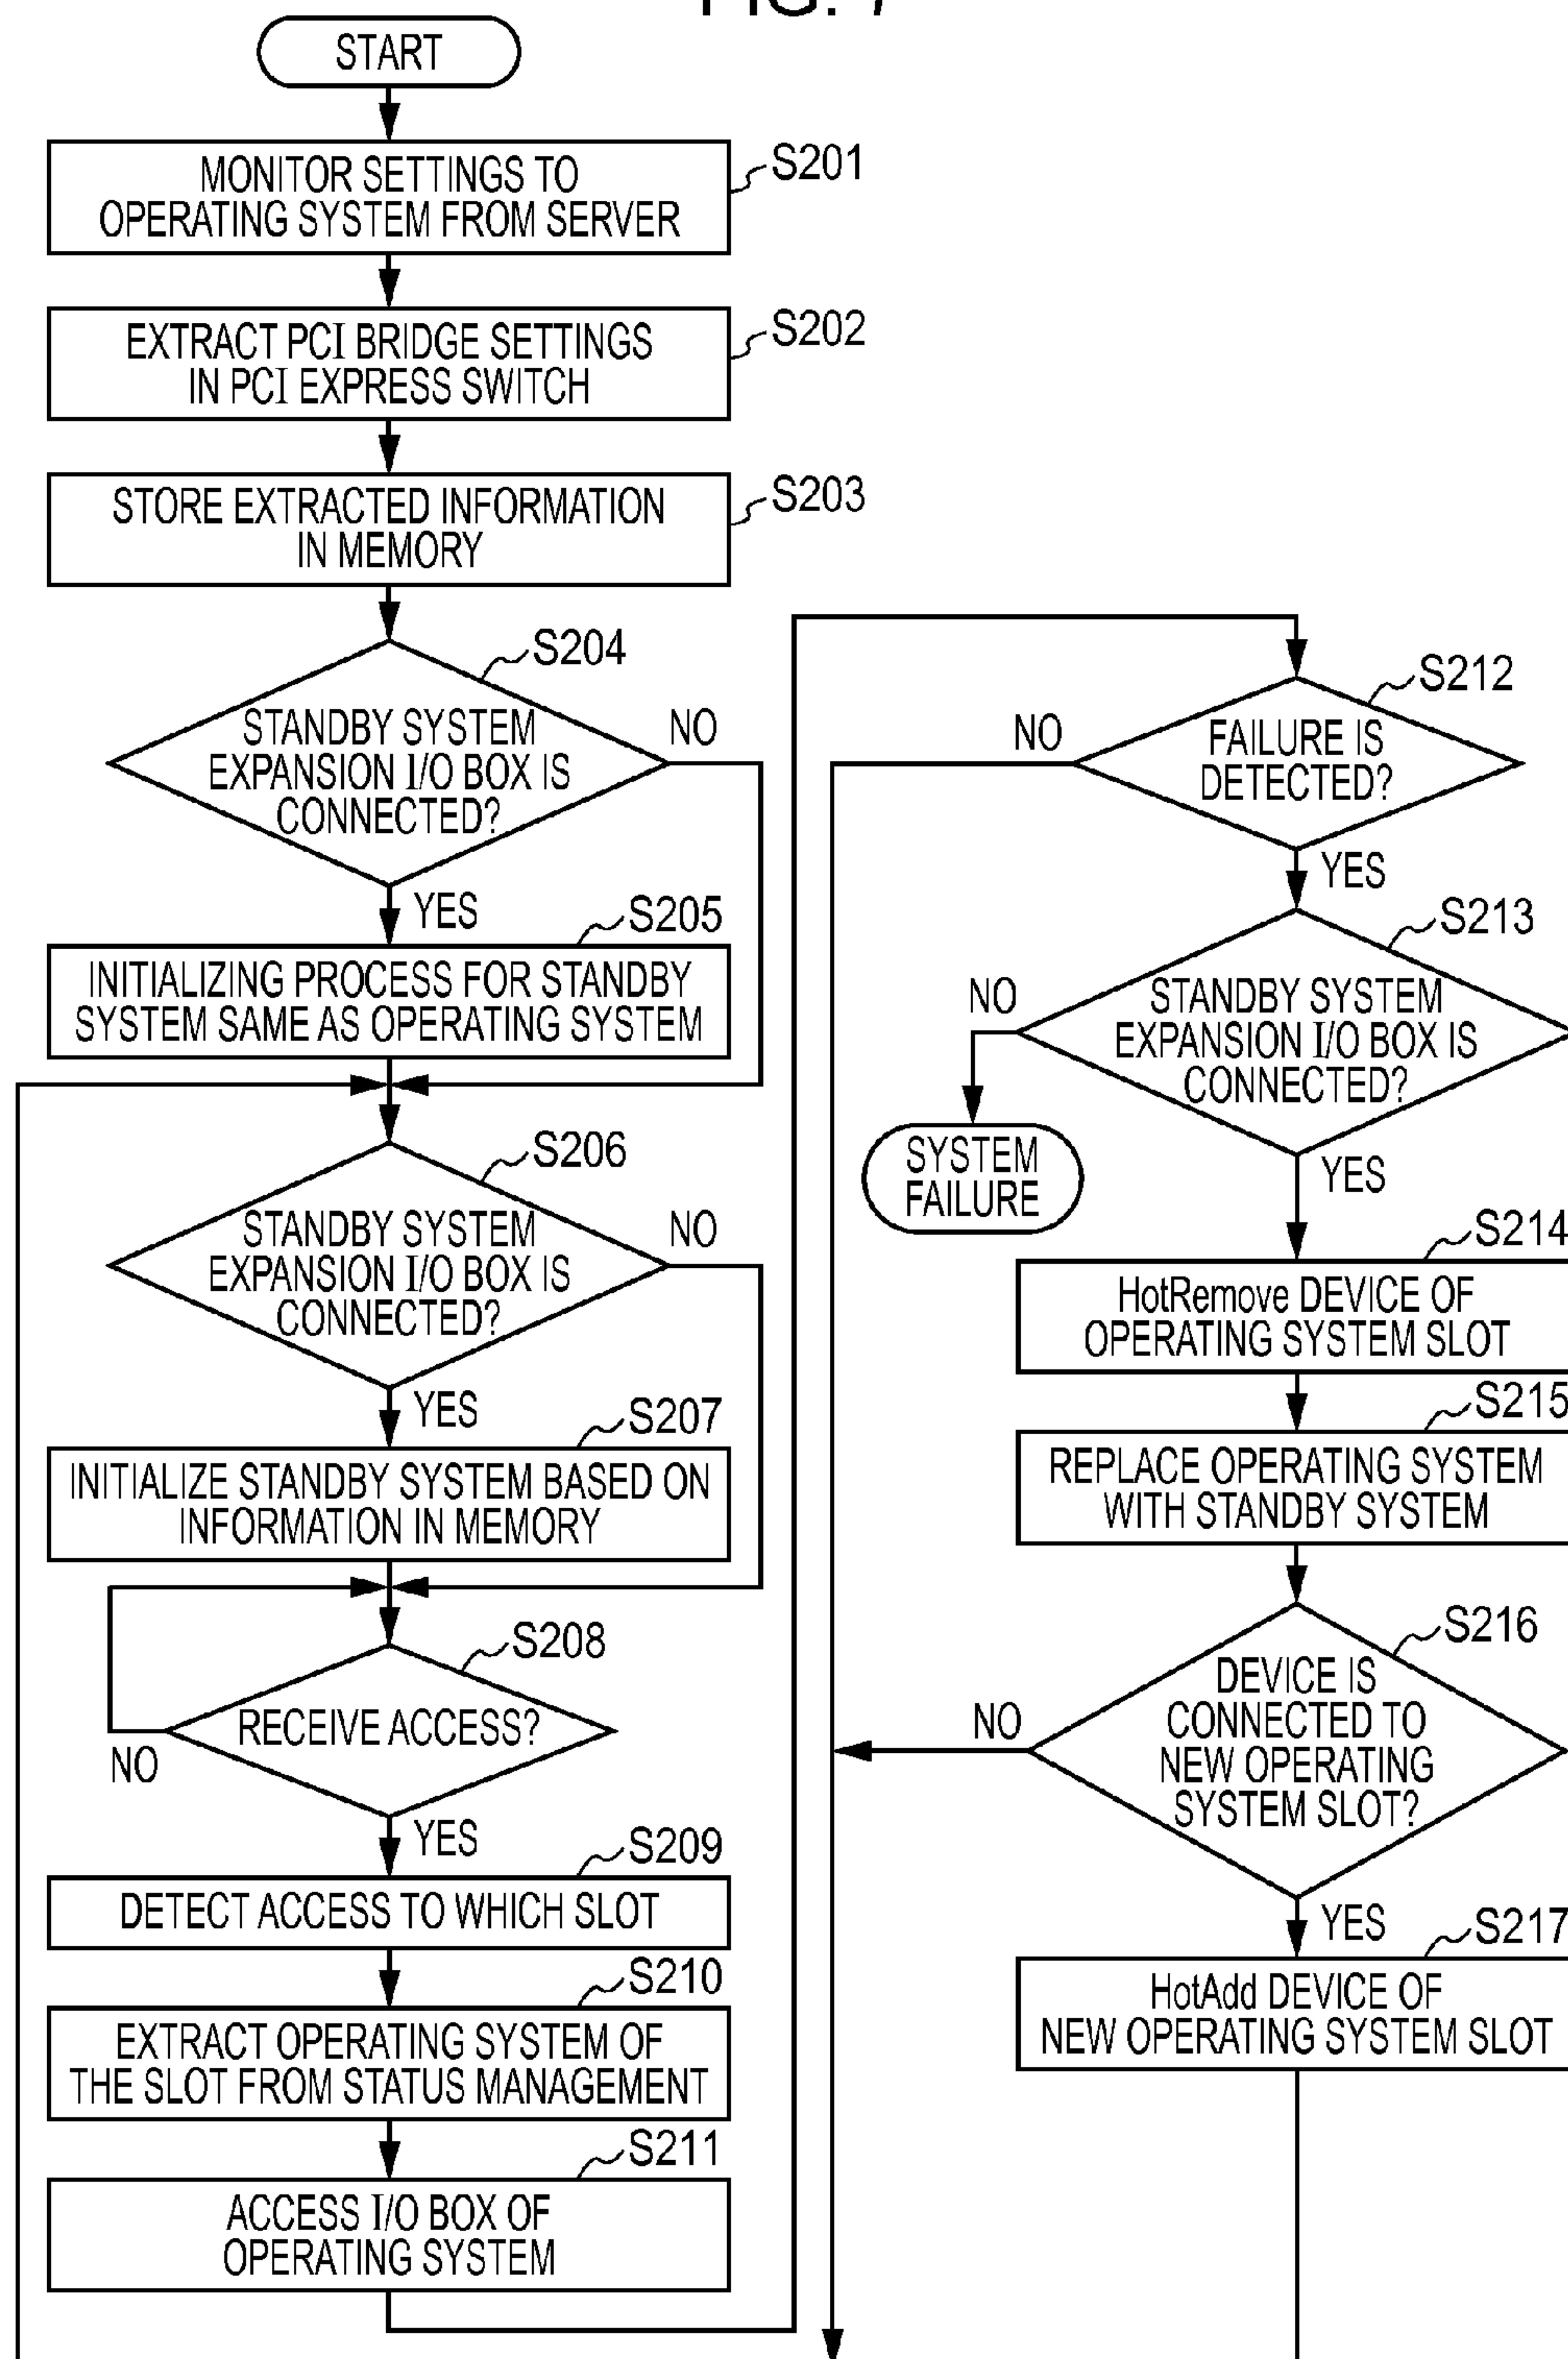 FIG. 7
START
MONITOR SETTINGS TO
OPERATING SYSTEM FROM SERVER
S201
EXTRACT PCI BRIDGE SETTINGS
IN PCI EXPRESS SWITCH
S202
STORE EXTRACTED INFORMATION
IN MEMORY
S203
S204
STANDBY SYSTEM
EXPANSION I/O BOX IS
CONNECTED?
NO
YES
S205
INITIALIZING PROCESS FOR STANDBY
SYSTEM SAME AS OPERATING SYSTEM
S206
STANDBY SYSTEM
EXPANSION I/O BOX IS
CONNECTED?
NO
YES
S207
INITIALIZE STANDBY SYSTEM BASED ON
INFORMATION IN MEMORY
S208
RECEIVE ACCESS?
NO
YES
S209
DETECT ACCESS TO WHICH SLOT
S210
EXTRACT OPERATING SYSTEM OF
THE SLOT FROM STATUS MANAGEMENT
S211
ACCESS I/O BOX OF
OPERATING SYSTEM
S212
FAILURE IS
DETECTED?
NO
YES
S213
STANDBY SYSTEM
EXPANSION I/O BOX IS
CONNECTED?
NO
SYSTEM
FAILURE
YES
S214
HotRemove DEVICE OF
OPERATING SYSTEM SLOT
S215
REPLACE OPERATING SYSTEM
WITH STANDBY SYSTEM
S216
DEVICE IS
CONNECTED TO
NEW OPERATING
SYSTEM SLOT?
NO
YES
S217
HotAdd DEVICE OF
NEW OPERATING SYSTEM SLOT